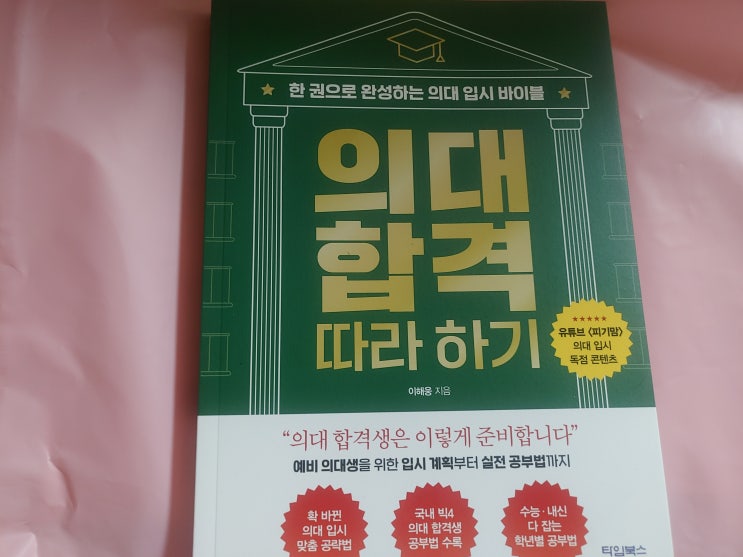 한 권으로 완성하는 의대 입시 바이블
의대
합격
따라 하기
유튜브 <피기맘>
의대 입시
독점 콘텐츠
이해웅 지음
“의대 합격생은 이렇게 준비합니다”
예비 의대생을 위한 입시 계획부터 실전 공부법까지
확 바뀐
의대 입시
맞춤 공략법
국내 빅4
의대 합격생
공부법 수록
수능·내신
다 잡는
학년별 공부법
타임북스